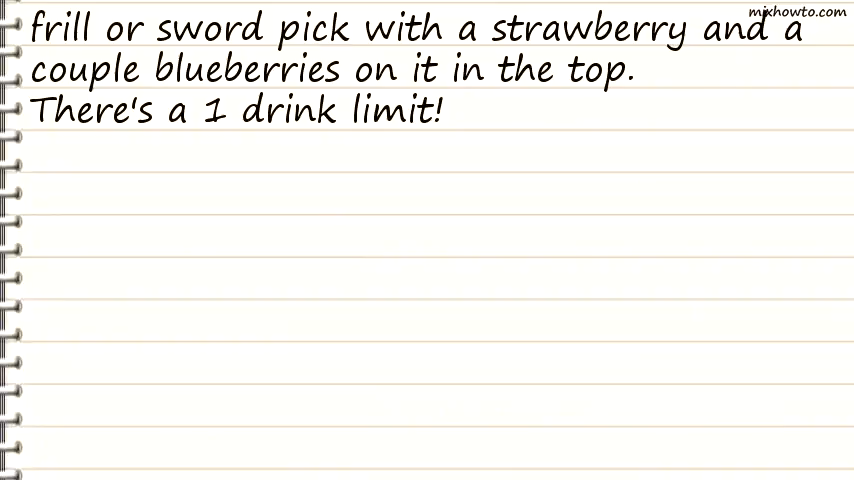 mixhowto.com
frill or sword pick with a strawberry and a
couple blueberries on it in the top.
There's a 1 drink limit!